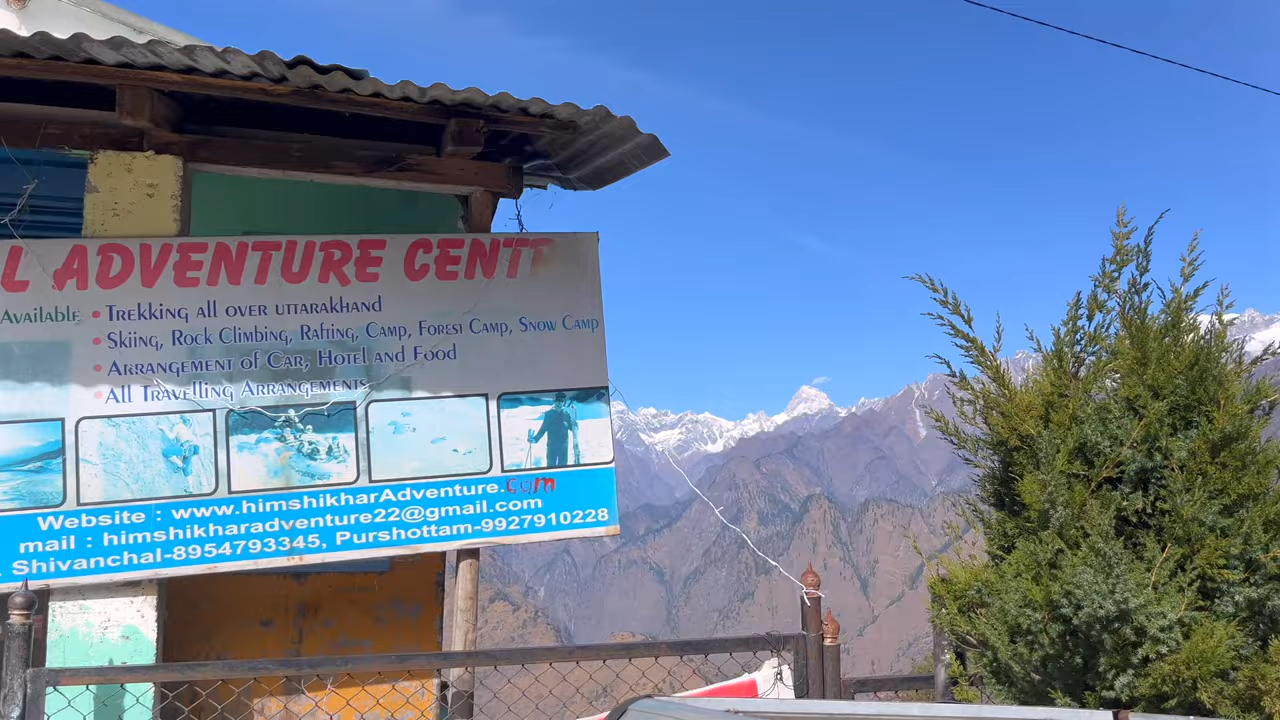 L ADVENTURE CENT
Available • Trekking all over uttarakhand
• Skiing, Rock Climbing, Rafting, Camp, Forest Camp, Snow Camp
• Arrangement of Car, Hotel and Food
• All Travelling Arrangements
Website : www.himshikharAdventure.com
mail : himshikharadventure22@gmail.com
Shivanchal-8954793345, Purshottam-9927910228